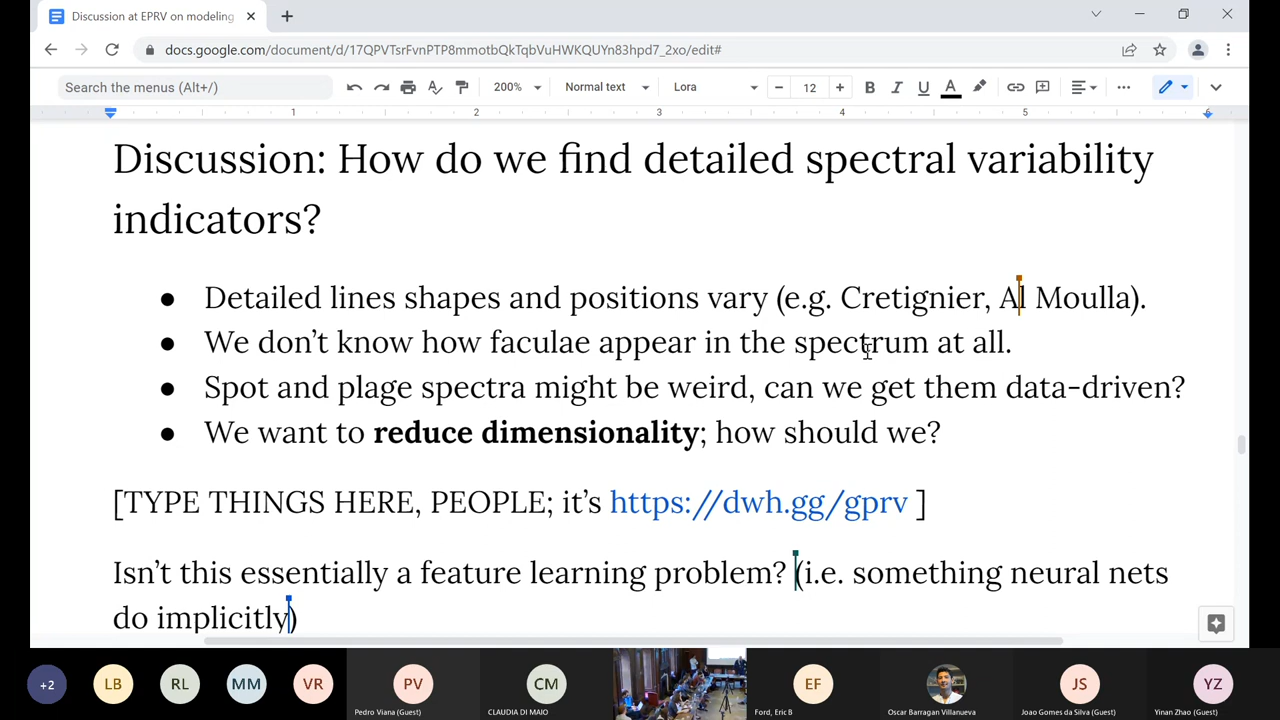 Discussion at EPRV on modeling
docs.google.com/document/d/17QPVTsrFvnPTP8mmotbQkTqbVuHWKQUYn83hpd7_2xo/edit#
Search the menus (Alt+/)
200%
Normal text
Lora
12
B
I
U
A
1
2
3
4
5
6
Discussion: How do we find detailed spectral variability
indicators?
● Detailed lines shapes and positions vary (e.g. Cretignier, Al Moulla).
● We don't know how faculae appear in the spectrum at all.
● Spot and plage spectra might be weird, can we get them data-driven?
● We want to reduce dimensionality; how should we?
[TYPE THINGS HERE, PEOPLE; it's https://dwh.gg/gprv ]
Isn't this essentially a feature learning problem? (i.e. something neural nets
do implicitly)
+2
LB
RL
MM
VR
PV
CM
EF
JS
YZ
Pedro Viana (Guest)
CLAUDIA DI MAIO
Ford, Eric B
Oscar Barragan Villanueva
Joao Gomes da Silva (Guest)
Yinan Zhao (Guest)